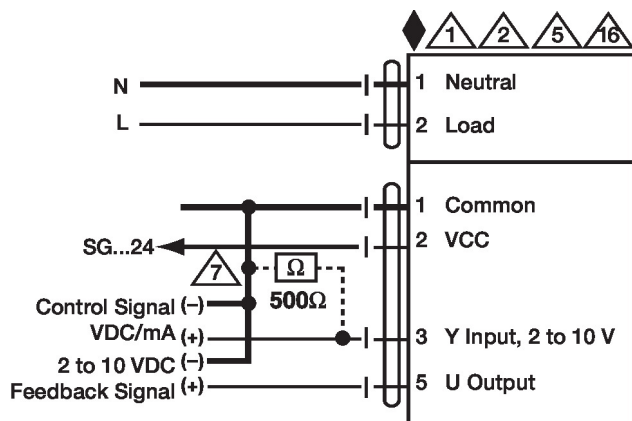 1 2 5 16
N 1 Neutral
L 2 Load
1 Common
SG...24 2 VCC
7 Ω
500Ω
Control Signal (–)
VDC/mA (+) 3 Y Input, 2 to 10 V
2 to 10 VDC (–)
Feedback Signal (+) 5 U Output